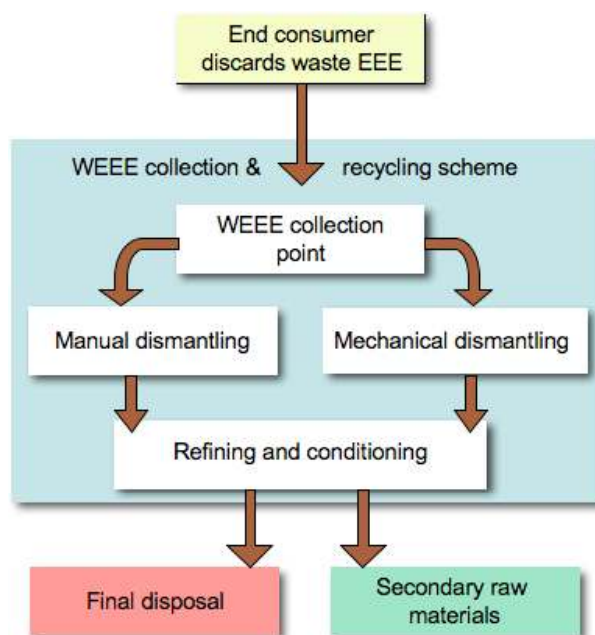 End consumer
discards waste EEE
WEEE collection & recycling scheme
WEEE collection
point
Manual dismantling
Mechanical dismantling
Refining and conditioning
Final disposal
Secondary raw
materials